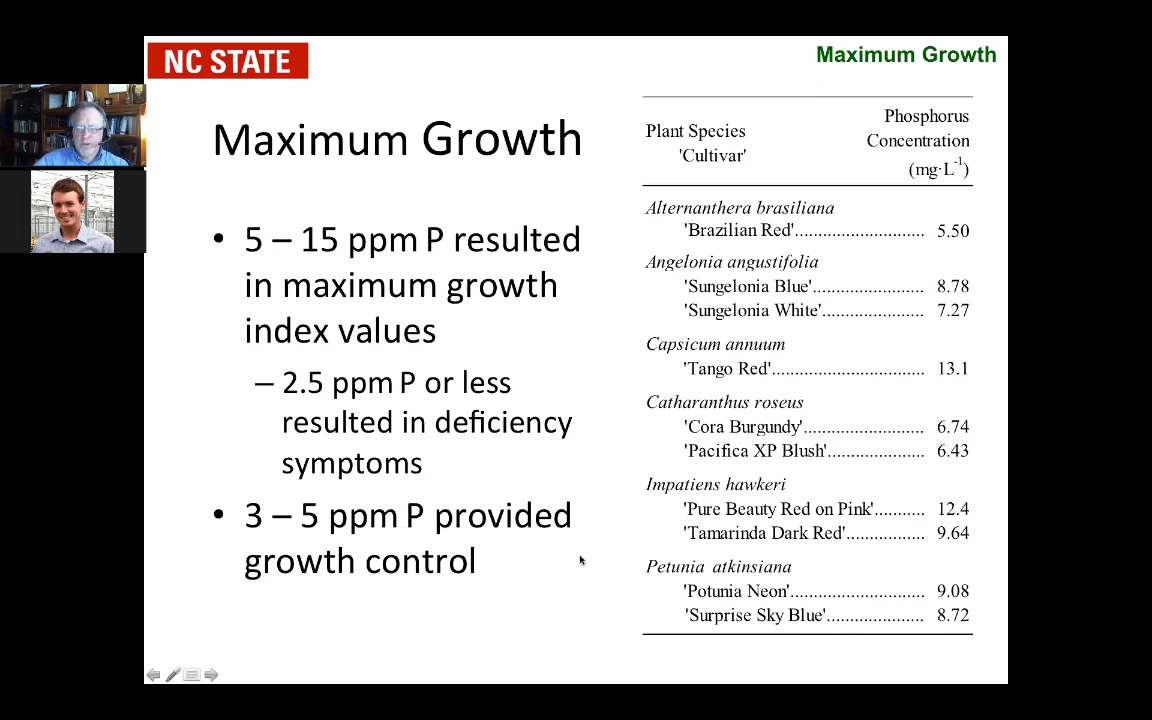 NC STATE
Maximum Growth
Maximum Growth
• 5 – 15 ppm P resulted
in maximum growth
index values
– 2.5 ppm P or less
resulted in deficiency
symptoms
• 3 – 5 ppm P provided
growth control
Plant Species
'Cultivar'
Phosphorus
Concentration
(mg·L-1)
Alternanthera brasiliana
'Brazilian Red'............................ 5.50
Angelonia angustifolia
'Sungelonia Blue'........................ 8.78
'Sungelonia White'...................... 7.27
Capsicum annuum
'Tango Red'................................. 13.1
Catharanthus roseus
'Cora Burgundy'.......................... 6.74
'Pacifica XP Blush'..................... 6.43
Impatiens hawkeri
'Pure Beauty Red on Pink'........... 12.4
'Tamarinda Dark Red'................. 9.64
Petunia atkinsiana
'Potunia Neon'............................. 9.08
'Surprise Sky Blue'..................... 8.72